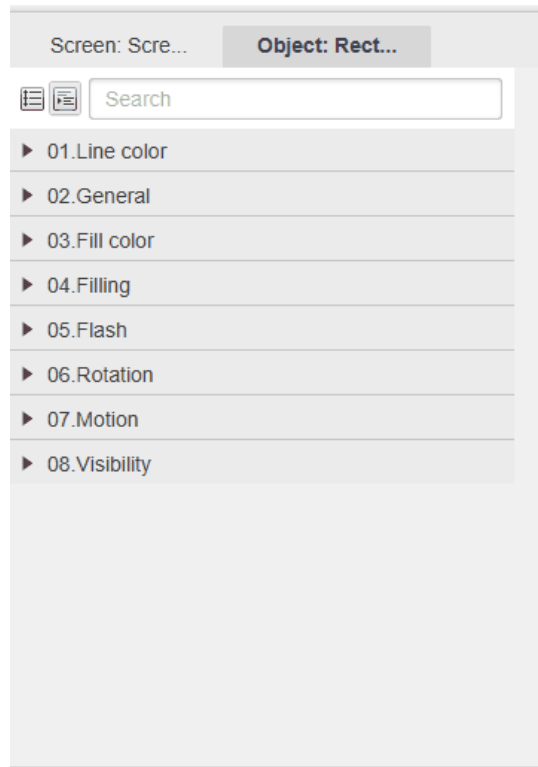 Screen: Scre... Object: Rect...
Search
01.Line color
02.General
03.Fill color
04.Filling
05.Flash
06.Rotation
07.Motion
08.Visibility